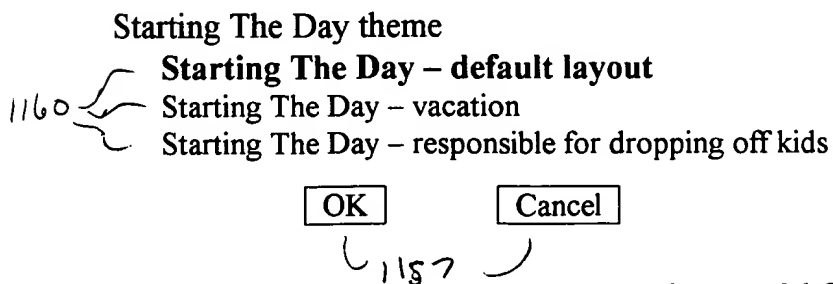 Starting The Day theme
Starting The Day – default layout
1160
Starting The Day – vacation
Starting The Day – responsible for dropping off kids
OK Cancel
1157